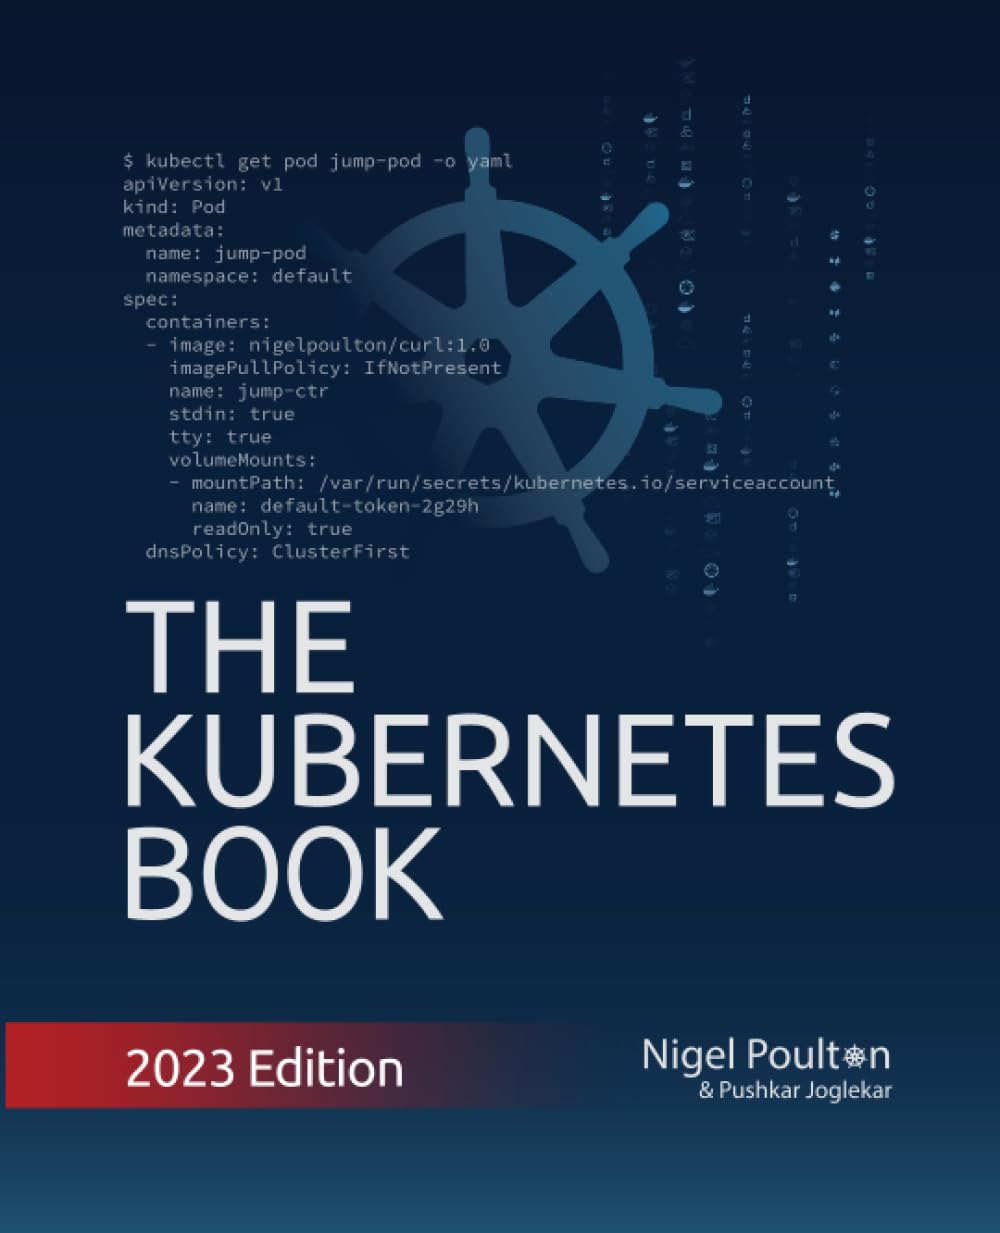 $ kubectl get pod jump-pod -o yaml
apiVersion: v1
kind: Pod
metadata:
  name: jump-pod
  namespace: default
spec:
  containers:
  - image: nigelpoulton/curl:1.0
    imagePullPolicy: IfNotPresent
    name: jump-ctr
    stdin: true
    tty: true
    volumeMounts:
    - mountPath: /var/run/secrets/kubernetes.io/serviceaccount
      name: default-token-2g29h
      readOnly: true
  dnsPolicy: ClusterFirst
THE
KUBERNETES
BOOK
2023 Edition
Nigel Poulton
& Pushkar Joglekar